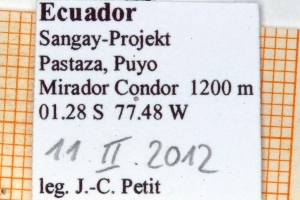 Ecuador
Sangay-Projekt
Pastaza, Puyo
Mirador Condor 1200 m
01.28 S 77.48 W
11 II. 2012
leg. J.-C. Petit